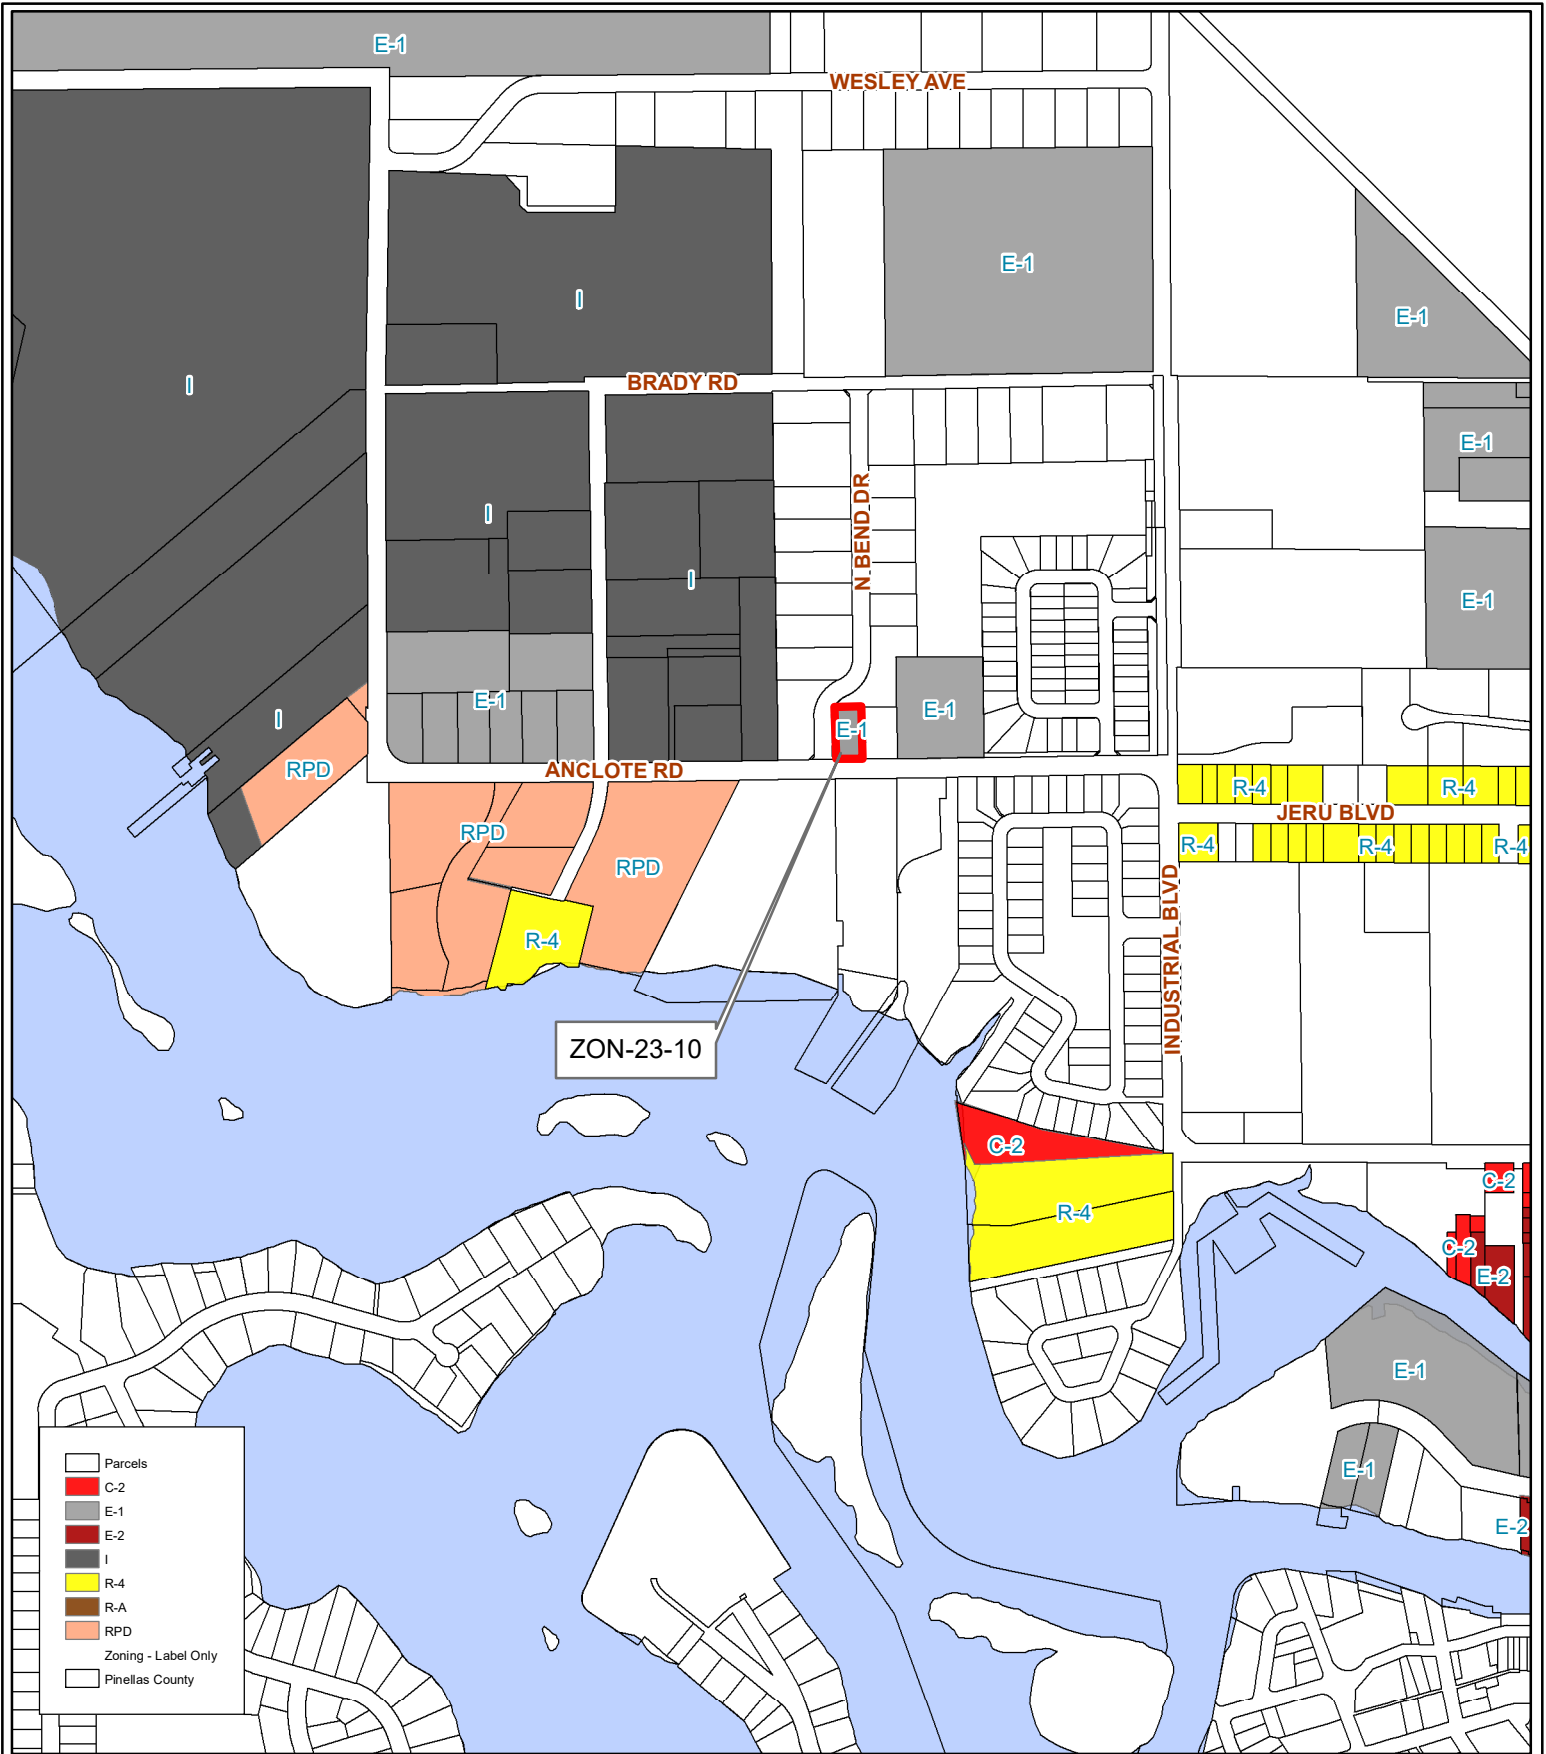 E-1
WESLEY AVE
E-1
I
E-1
I
BRADY RD
I
E-1
N BEND DR
I
I
E-1
E-1
E-1
I
E-1
RPD
ANCLOTE RD
R-4
R-4
JERU BLVD
RPD
R-4
R-4
R-4
RPD
INDUSTRIAL BLVD
R-4
ZON-23-10
C-2
C-2
R-4
C-2
E-2
E-1
E-1
E-2
Parcels
C-2
E-1
E-2
I
R-4
R-A
RPD
Zoning - Label Only
Pinellas County